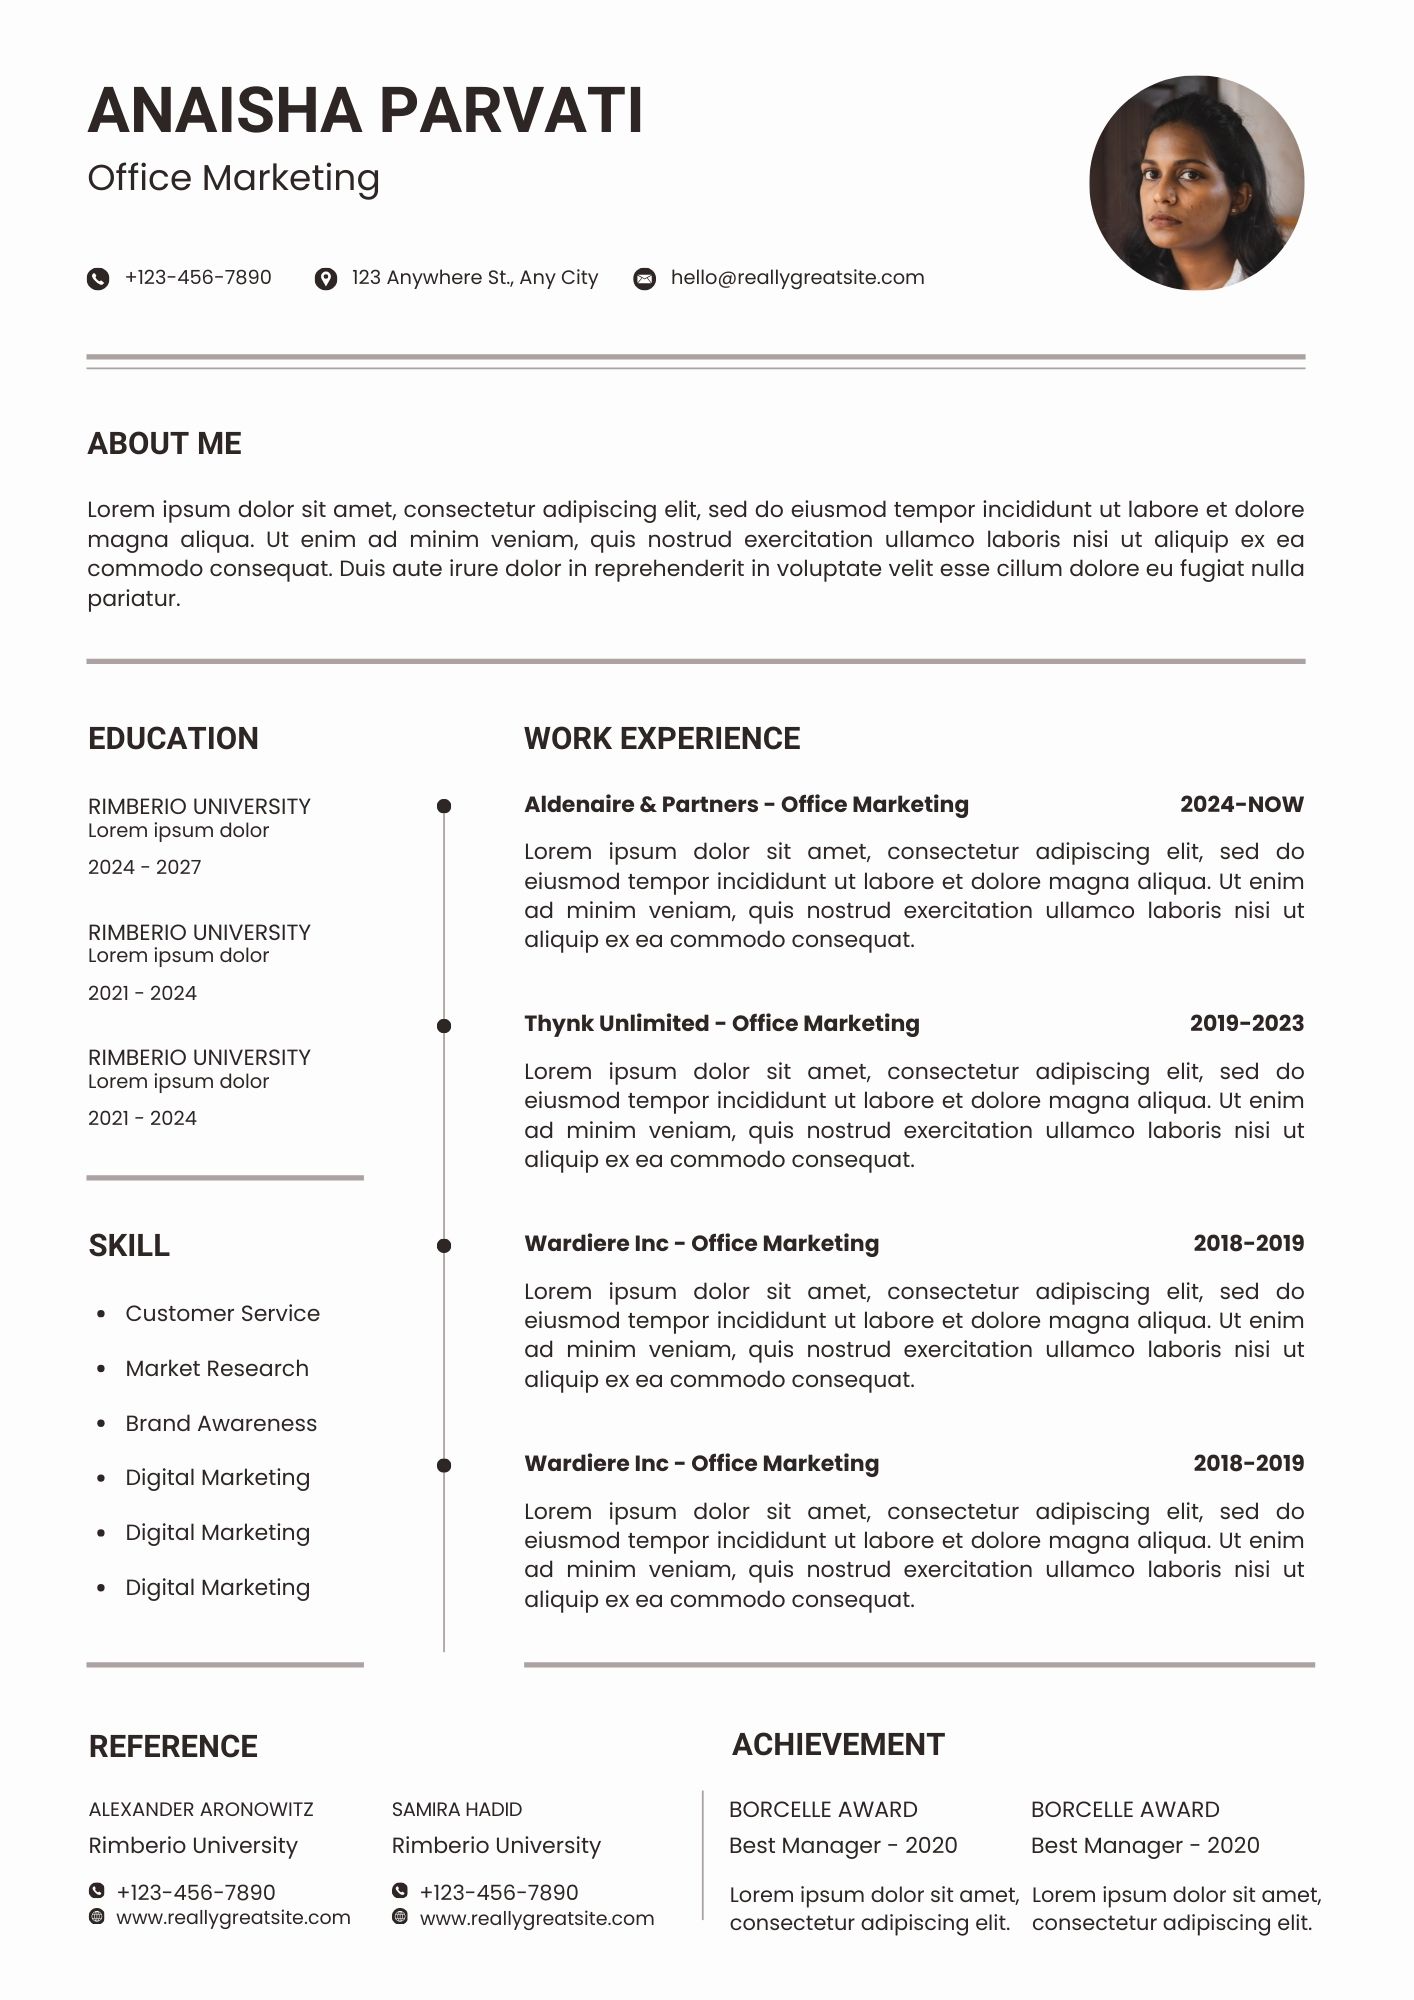 ANAISHA PARVATI
Office Marketing
+123-456-7890
123 Anywhere St., Any City
hello@reallygreatsite.com
ABOUT ME
Lorem ipsum dolor sit amet, consectetur adipiscing elit, sed do eiusmod tempor incididunt ut labore et dolore
magna aliqua. Ut enim ad minim veniam, quis nostrud exercitation ullamco laboris nisi ut aliquip ex ea
commodo consequat. Duis aute irure dolor in reprehenderit in voluptate velit esse cillum dolore eu fugiat nulla
pariatur.
EDUCATION
RIMBERIO UNIVERSITY
Lorem ipsum dolor
2024 - 2027
RIMBERIO UNIVERSITY
Lorem ipsum dolor
2021 - 2024
RIMBERIO UNIVERSITY
Lorem ipsum dolor
2021 - 2024
SKILL
• Customer Service
• Market Research
• Brand Awareness
• Digital Marketing
• Digital Marketing
• Digital Marketing
WORK EXPERIENCE
Aldenaire & Partners - Office Marketing 2024-NOW
Lorem ipsum dolor sit amet, consectetur adipiscing elit, sed do
eiusmod tempor incididunt ut labore et dolore magna aliqua. Ut enim
ad minim veniam, quis nostrud exercitation ullamco laboris nisi ut
aliquip ex ea commodo consequat.
Thynk Unlimited - Office Marketing 2019-2023
Lorem ipsum dolor sit amet, consectetur adipiscing elit, sed do
eiusmod tempor incididunt ut labore et dolore magna aliqua. Ut enim
ad minim veniam, quis nostrud exercitation ullamco laboris nisi ut
aliquip ex ea commodo consequat.
Wardiere Inc - Office Marketing 2018-2019
Lorem ipsum dolor sit amet, consectetur adipiscing elit, sed do
eiusmod tempor incididunt ut labore et dolore magna aliqua. Ut enim
ad minim veniam, quis nostrud exercitation ullamco laboris nisi ut
aliquip ex ea commodo consequat.
Wardiere Inc - Office Marketing 2018-2019
Lorem ipsum dolor sit amet, consectetur adipiscing elit, sed do
eiusmod tempor incididunt ut labore et dolore magna aliqua. Ut enim
ad minim veniam, quis nostrud exercitation ullamco laboris nisi ut
aliquip ex ea commodo consequat.
REFERENCE
ALEXANDER ARONOWITZ
Rimberio University
+123-456-7890
www.reallygreatsite.com
SAMIRA HADID
Rimberio University
+123-456-7890
www.reallygreatsite.com
ACHIEVEMENT
BORCELLE AWARD
Best Manager - 2020
Lorem ipsum dolor sit amet,
consectetur adipiscing elit.
BORCELLE AWARD
Best Manager - 2020
Lorem ipsum dolor sit amet,
consectetur adipiscing elit.